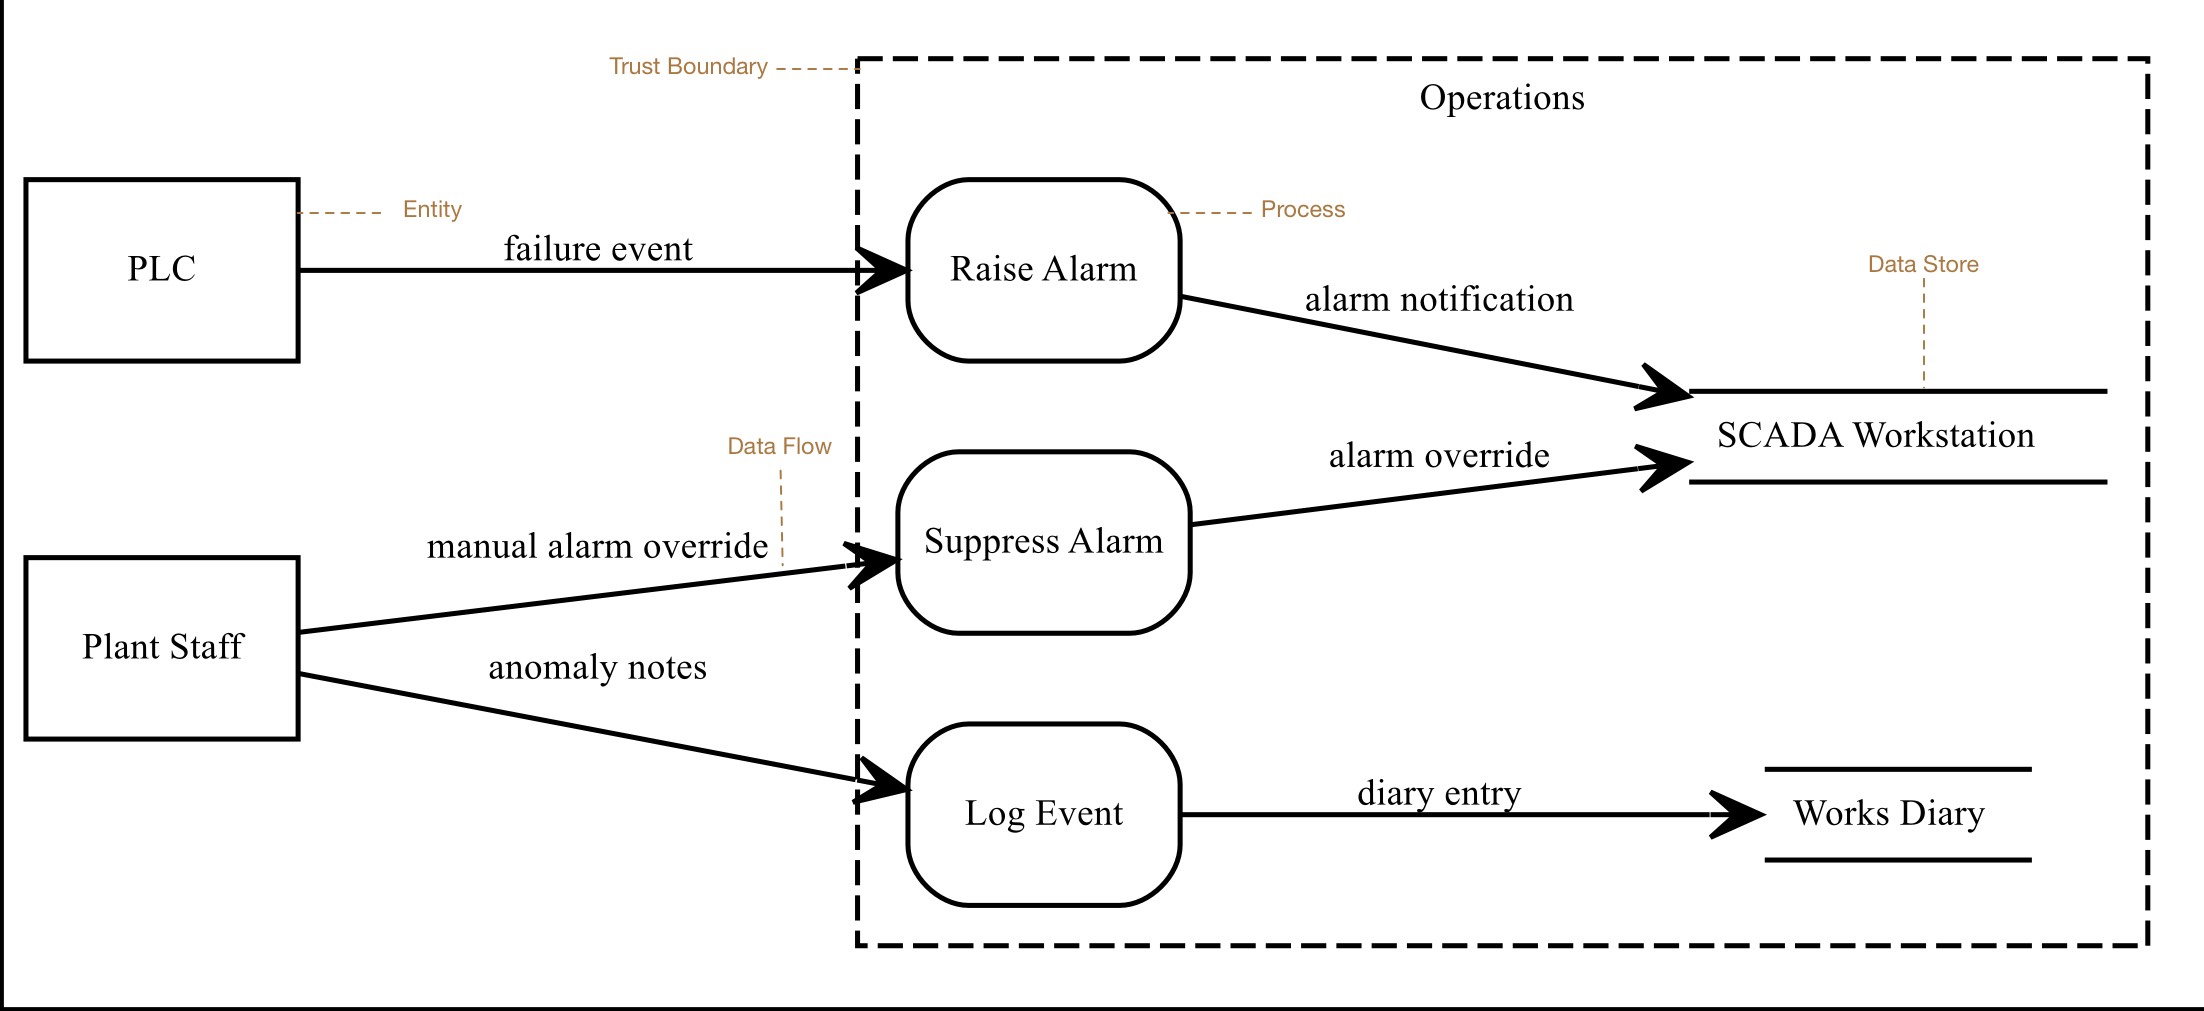 Trust Boundary
Operations
PLC
Entity
failure event
Raise Alarm
Process
alarm notification
Data Store
SCADA Workstation
Data Flow
alarm override
manual alarm override
Suppress Alarm
Plant Staff
anomaly notes
Log Event
diary entry
Works Diary